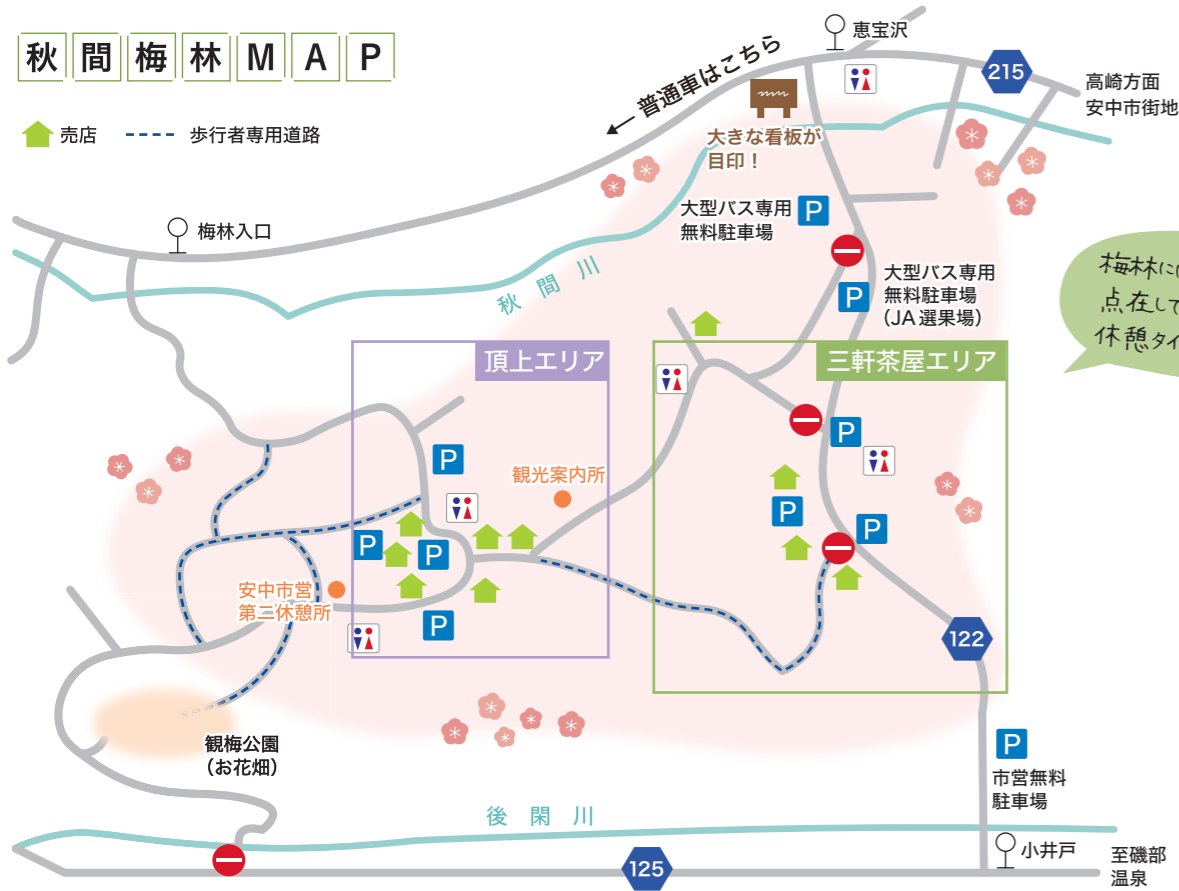 秋間梅林MAP
売店
歩行者専用道路
恵宝沢
←普通車はこちら
215
高崎方面
安中市街地
大きな看板が
目印！
梅林入口
大型バス専用
無料駐車場
P
秋間川
大型バス専用
無料駐車場
(JA選果場)
P
梅林に
点在して
休憩タイ
頂上エリア
三軒茶屋エリア
P
P
観光案内所
P
P
P
P
安中市営
第二休憩所
P
122
観梅公園
(お花畑)
P
市営無料
駐車場
後閑川
小井戸
至磯部
温泉
125